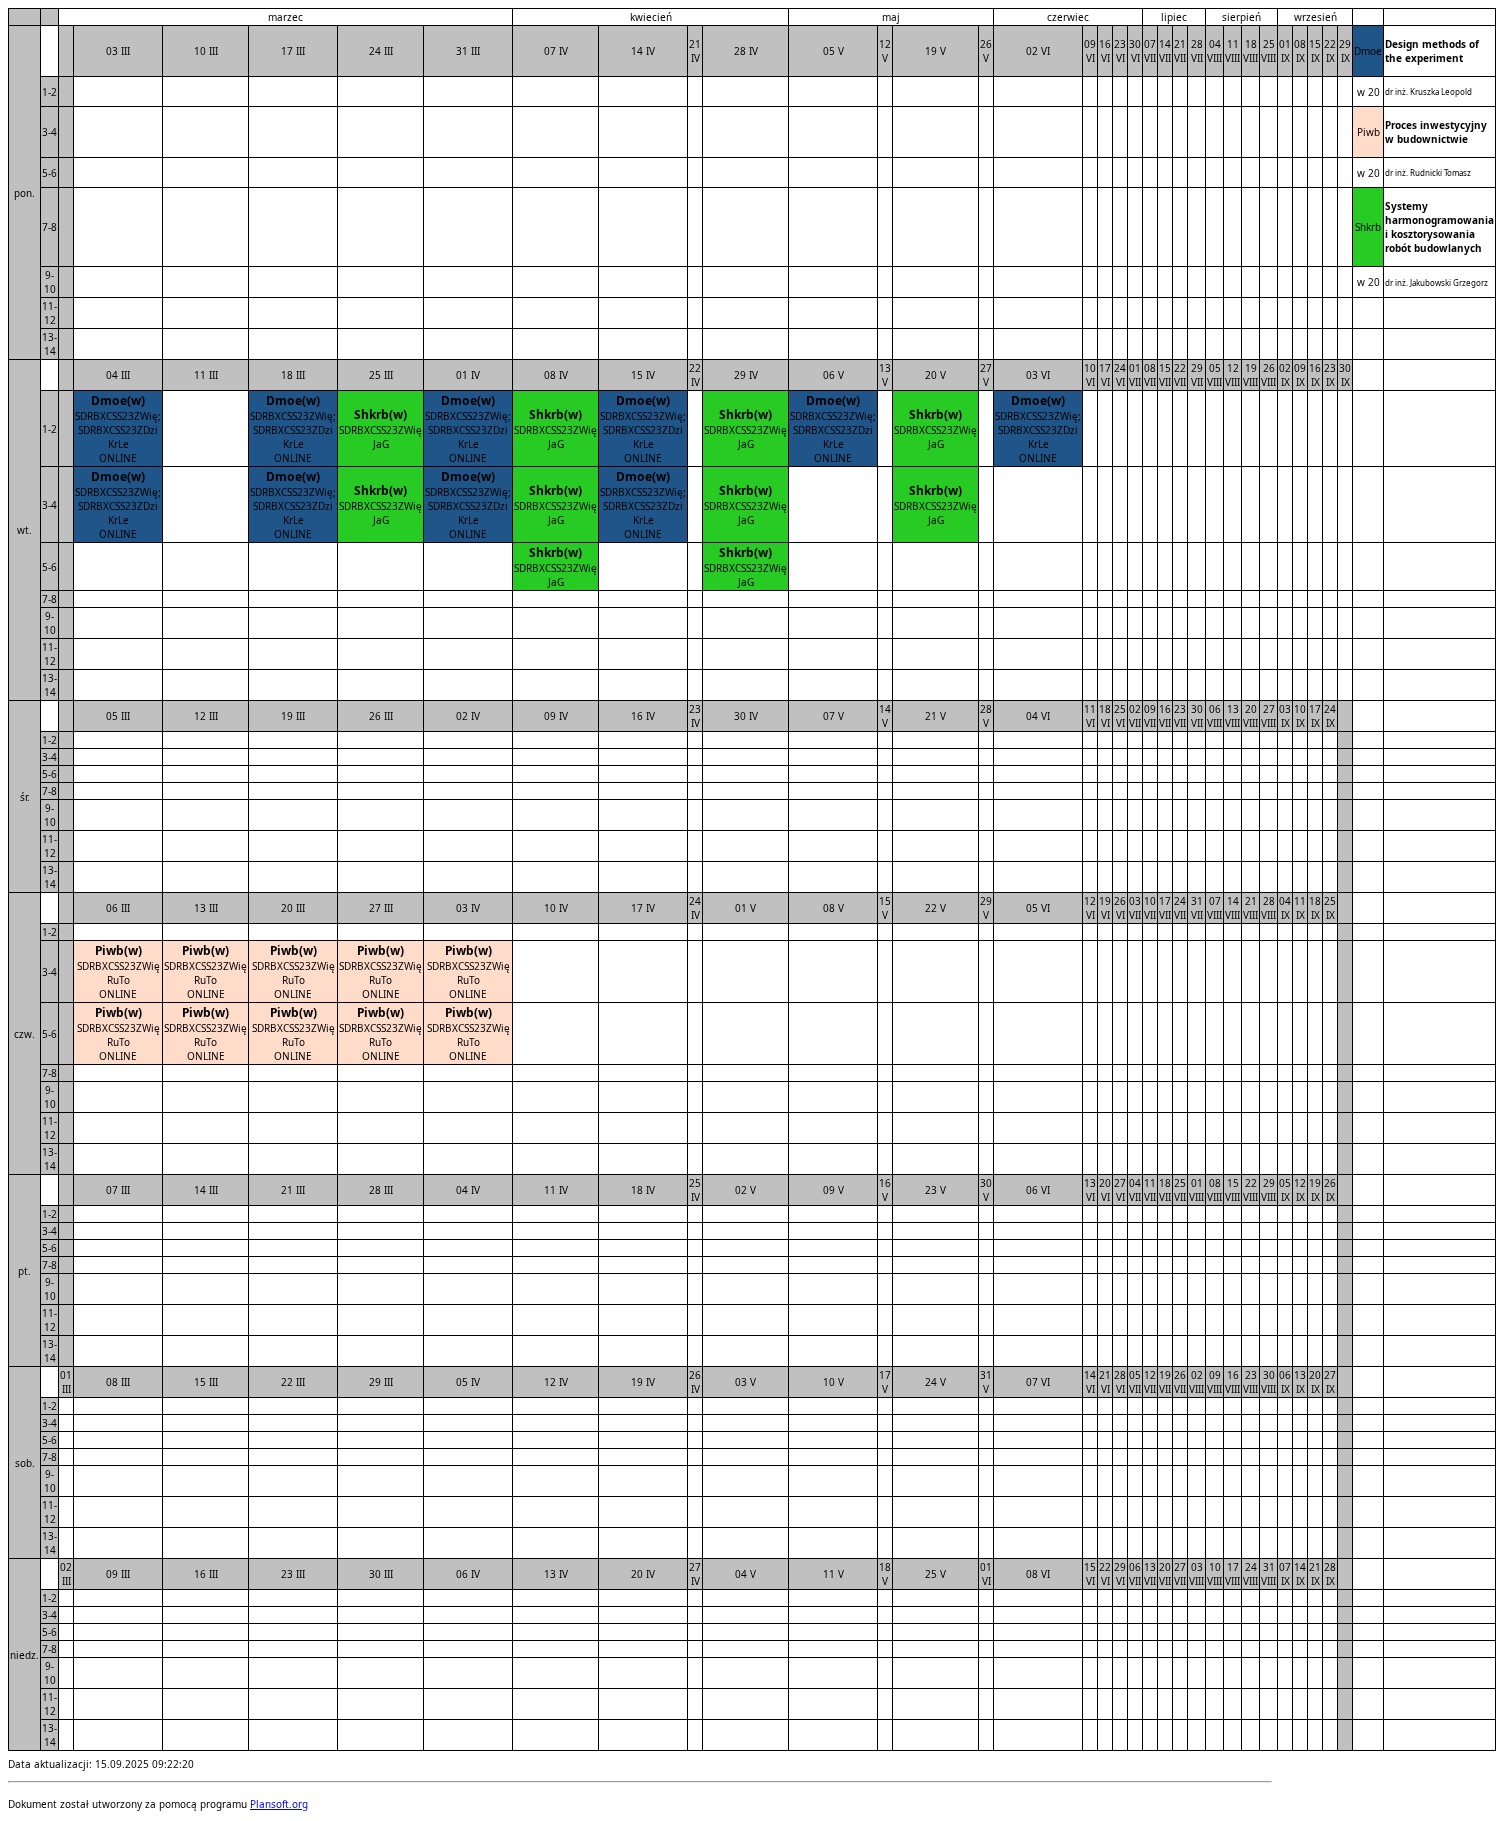 marzec kwiecień maj czerwiec lipiec sierpień wrzesień
pon. 03 III 10 III 17 III 24 III 31 III 07 IV 14 IV 21 IV 28 IV 05 V 12 V 19 V 26 V 02 VI 09 VI 16 VI 23 VI 30 VI 07 VII 14 VII 21 VII 28 VII 04 VIII 11 VIII 18 VIII 25 VIII 01 IX 08 IX 15 IX 22 IX 29 IX Dmoe Design methods of the experiment
1-2 w 20 dr inż. Kruszka Leopold
3-4 Piwb Proces inwestycyjny w budownictwie
5-6 w 20 dr inż. Rudnicki Tomasz
7-8 Shkrb Systemy harmonogramowania i kosztorysowania robót budowlanych
9-10 w 20 dr inż. Jakubowski Grzegorz
11-12
13-14
wt. 04 III 11 III 18 III 25 III 01 IV 08 IV 15 IV 22 IV 29 IV 06 V 13 V 20 V 27 V 03 VI 10 VI 17 VI 24 VI 01 VII 08 VII 15 VII 22 VII 29 VII 05 VIII 12 VIII 19 VIII 26 VIII 02 IX 09 IX 16 IX 23 IX 30 IX
1-2 Dmoe(w) SDRBXCSS23ZWię; SDRBXCSS23ZDzi KrLe ONLINE Dmoe(w) SDRBXCSS23ZWię; SDRBXCSS23ZDzi KrLe ONLINE Shkrb(w) SDRBXCSS23ZWię JaG Dmoe(w) SDRBXCSS23ZWię; SDRBXCSS23ZDzi KrLe ONLINE Shkrb(w) SDRBXCSS23ZWię JaG Dmoe(w) SDRBXCSS23ZWię; SDRBXCSS23ZDzi KrLe ONLINE Shkrb(w) SDRBXCSS23ZWię JaG Dmoe(w) SDRBXCSS23ZWię; SDRBXCSS23ZDzi KrLe ONLINE Shkrb(w) SDRBXCSS23ZWię JaG Dmoe(w) SDRBXCSS23ZWię; SDRBXCSS23ZDzi KrLe ONLINE
3-4 Dmoe(w) SDRBXCSS23ZWię; SDRBXCSS23ZDzi KrLe ONLINE Dmoe(w) SDRBXCSS23ZWię; SDRBXCSS23ZDzi KrLe ONLINE Shkrb(w) SDRBXCSS23ZWię JaG Dmoe(w) SDRBXCSS23ZWię; SDRBXCSS23ZDzi KrLe ONLINE Shkrb(w) SDRBXCSS23ZWię JaG Dmoe(w) SDRBXCSS23ZWię; SDRBXCSS23ZDzi KrLe ONLINE Shkrb(w) SDRBXCSS23ZWię JaG Shkrb(w) SDRBXCSS23ZWię JaG
5-6 Shkrb(w) SDRBXCSS23ZWię JaG Shkrb(w) SDRBXCSS23ZWię JaG
7-8
9-10
11-12
13-14
śr. 05 III 12 III 19 III 26 III 02 IV 09 IV 16 IV 23 IV 30 IV 07 V 14 V 21 V 28 V 04 VI 11 VI 18 VI 25 VI 02 VII 09 VII 16 VII 23 VII 30 VII 06 VIII 13 VIII 20 VIII 27 VIII 03 IX 10 IX 17 IX 24 IX
1-2
3-4
5-6
7-8
9-10
11-12
13-14
czw. 06 III 13 III 20 III 27 III 03 IV 10 IV 17 IV 24 IV 01 V 08 V 15 V 22 V 29 V 05 VI 12 VI 19 VI 26 VI 03 VII 10 VII 17 VII 24 VII 31 VII 07 VIII 14 VIII 21 VIII 28 VIII 04 IX 11 IX 18 IX 25 IX
1-2
3-4 Piwb(w) SDRBXCSS23ZWię RuTo ONLINE Piwb(w) SDRBXCSS23ZWię RuTo ONLINE Piwb(w) SDRBXCSS23ZWię RuTo ONLINE Piwb(w) SDRBXCSS23ZWię RuTo ONLINE Piwb(w) SDRBXCSS23ZWię RuTo ONLINE
5-6 Piwb(w) SDRBXCSS23ZWię RuTo ONLINE Piwb(w) SDRBXCSS23ZWię RuTo ONLINE Piwb(w) SDRBXCSS23ZWię RuTo ONLINE Piwb(w) SDRBXCSS23ZWię RuTo ONLINE Piwb(w) SDRBXCSS23ZWię RuTo ONLINE
7-8
9-10
11-12
13-14
pt. 07 III 14 III 21 III 28 III 04 IV 11 IV 18 IV 25 IV 02 V 09 V 16 V 23 V 30 V 06 VI 13 VI 20 VI 27 VI 04 VII 11 VII 18 VII 25 VII 01 VIII 08 VIII 15 VIII 22 VIII 29 VIII 05 IX 12 IX 19 IX 26 IX
1-2
3-4
5-6
7-8
9-10
11-12
13-14
sob. 01 III 08 III 15 III 22 III 29 III 05 IV 12 IV 19 IV 26 IV 03 V 10 V 17 V 24 V 31 V 07 VI 14 VI 21 VI 28 VI 05 VII 12 VII 19 VII 26 VII 02 VIII 09 VIII 16 VIII 23 VIII 30 VIII 06 IX 13 IX 20 IX 27 IX
1-2
3-4
5-6
7-8
9-10
11-12
13-14
niedz. 02 III 09 III 16 III 23 III 30 III 06 IV 13 IV 20 IV 27 IV 04 V 11 V 18 V 25 V 01 VI 08 VI 15 VI 22 VI 29 VI 06 VII 13 VII 20 VII 27 VII 03 VIII 10 VIII 17 VIII 24 VIII 31 VIII 07 IX 14 IX 21 IX 28 IX
1-2
3-4
5-6
7-8
9-10
11-12
13-14
Data aktualizacji: 15.09.2025 09:22:20
Dokument został utworzony za pomocą programu Plansoft.org